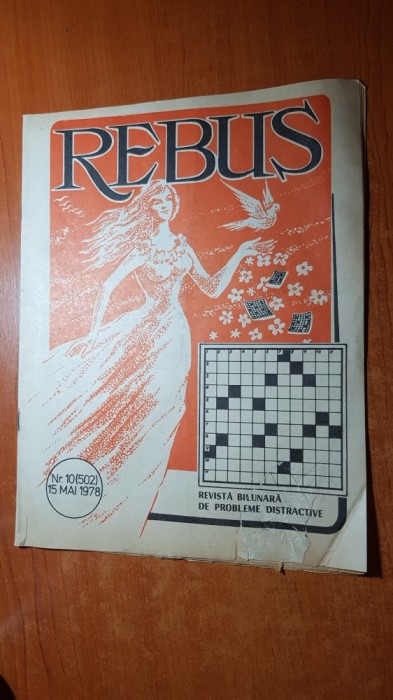 REBUS
Nr. 10(502)
15 MAI 1978
REVISTĂ BILUNARĂ
DE PROBLEME DISTRACTIVE